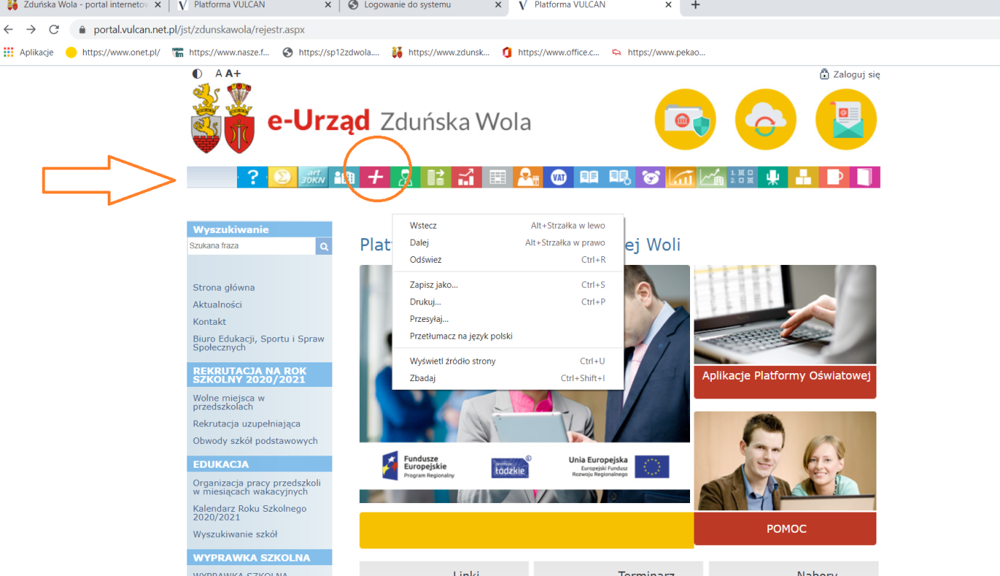 Zduńska Wola - portal internetow
Platforma VULCAN
Logowanie do systemu
Platforma VULCAN
portal.vulcan.net.pl/jst/zdunskawola/rejestr.aspx
Aplikacje
https://www.onet.pl/
https://www.nasze.f...
https://sp12zdwola....
https://www.zdunsk...
https://www.office.c...
https://www.pekao...
A A+
Zaloguj się
e-Urząd Zduńska Wola
?
Σ
art
30KN
VAT
1.
2.
Wyszukiwanie
Szukana fraza
Strona główna
Aktualności
Kontakt
Biuro Edukacji, Sportu i Spraw
Społecznych
REKRUTACJA NA ROK
SZKOLNY 2020/2021
Wolne miejsca w
przedszkolach
Rekrutacja uzupełniająca
Obwody szkół podstawowych
EDUKACJA
Organizacja pracy przedszkoli
w miesiącach wakacyjnych
Kalendarz Roku Szkolnego
2020/2021
Wyszukiwanie szkół
WYPRAWKA SZKOLNA
WYPRAWKA SZKOLNA
Plat
ej Woli
Wstecz Alt+Strzałka w lewo
Dalej Alt+Strzałka w prawo
Odśwież Ctrl+R
Zapisz jako... Ctrl+S
Drukuj... Ctrl+P
Przesyłaj...
Przetłumacz na język polski
Wyświetl źródło strony Ctrl+U
Zbadaj Ctrl+Shift+I
Fundusze
Europejskie
Program Regionalny
łódzkie
Unia Europejska
Europejski Fundusz
Rozwoju Regionalnego
Aplikacje Platformy Oświatowej
POMOC
Linki
Terminarz
Nabory